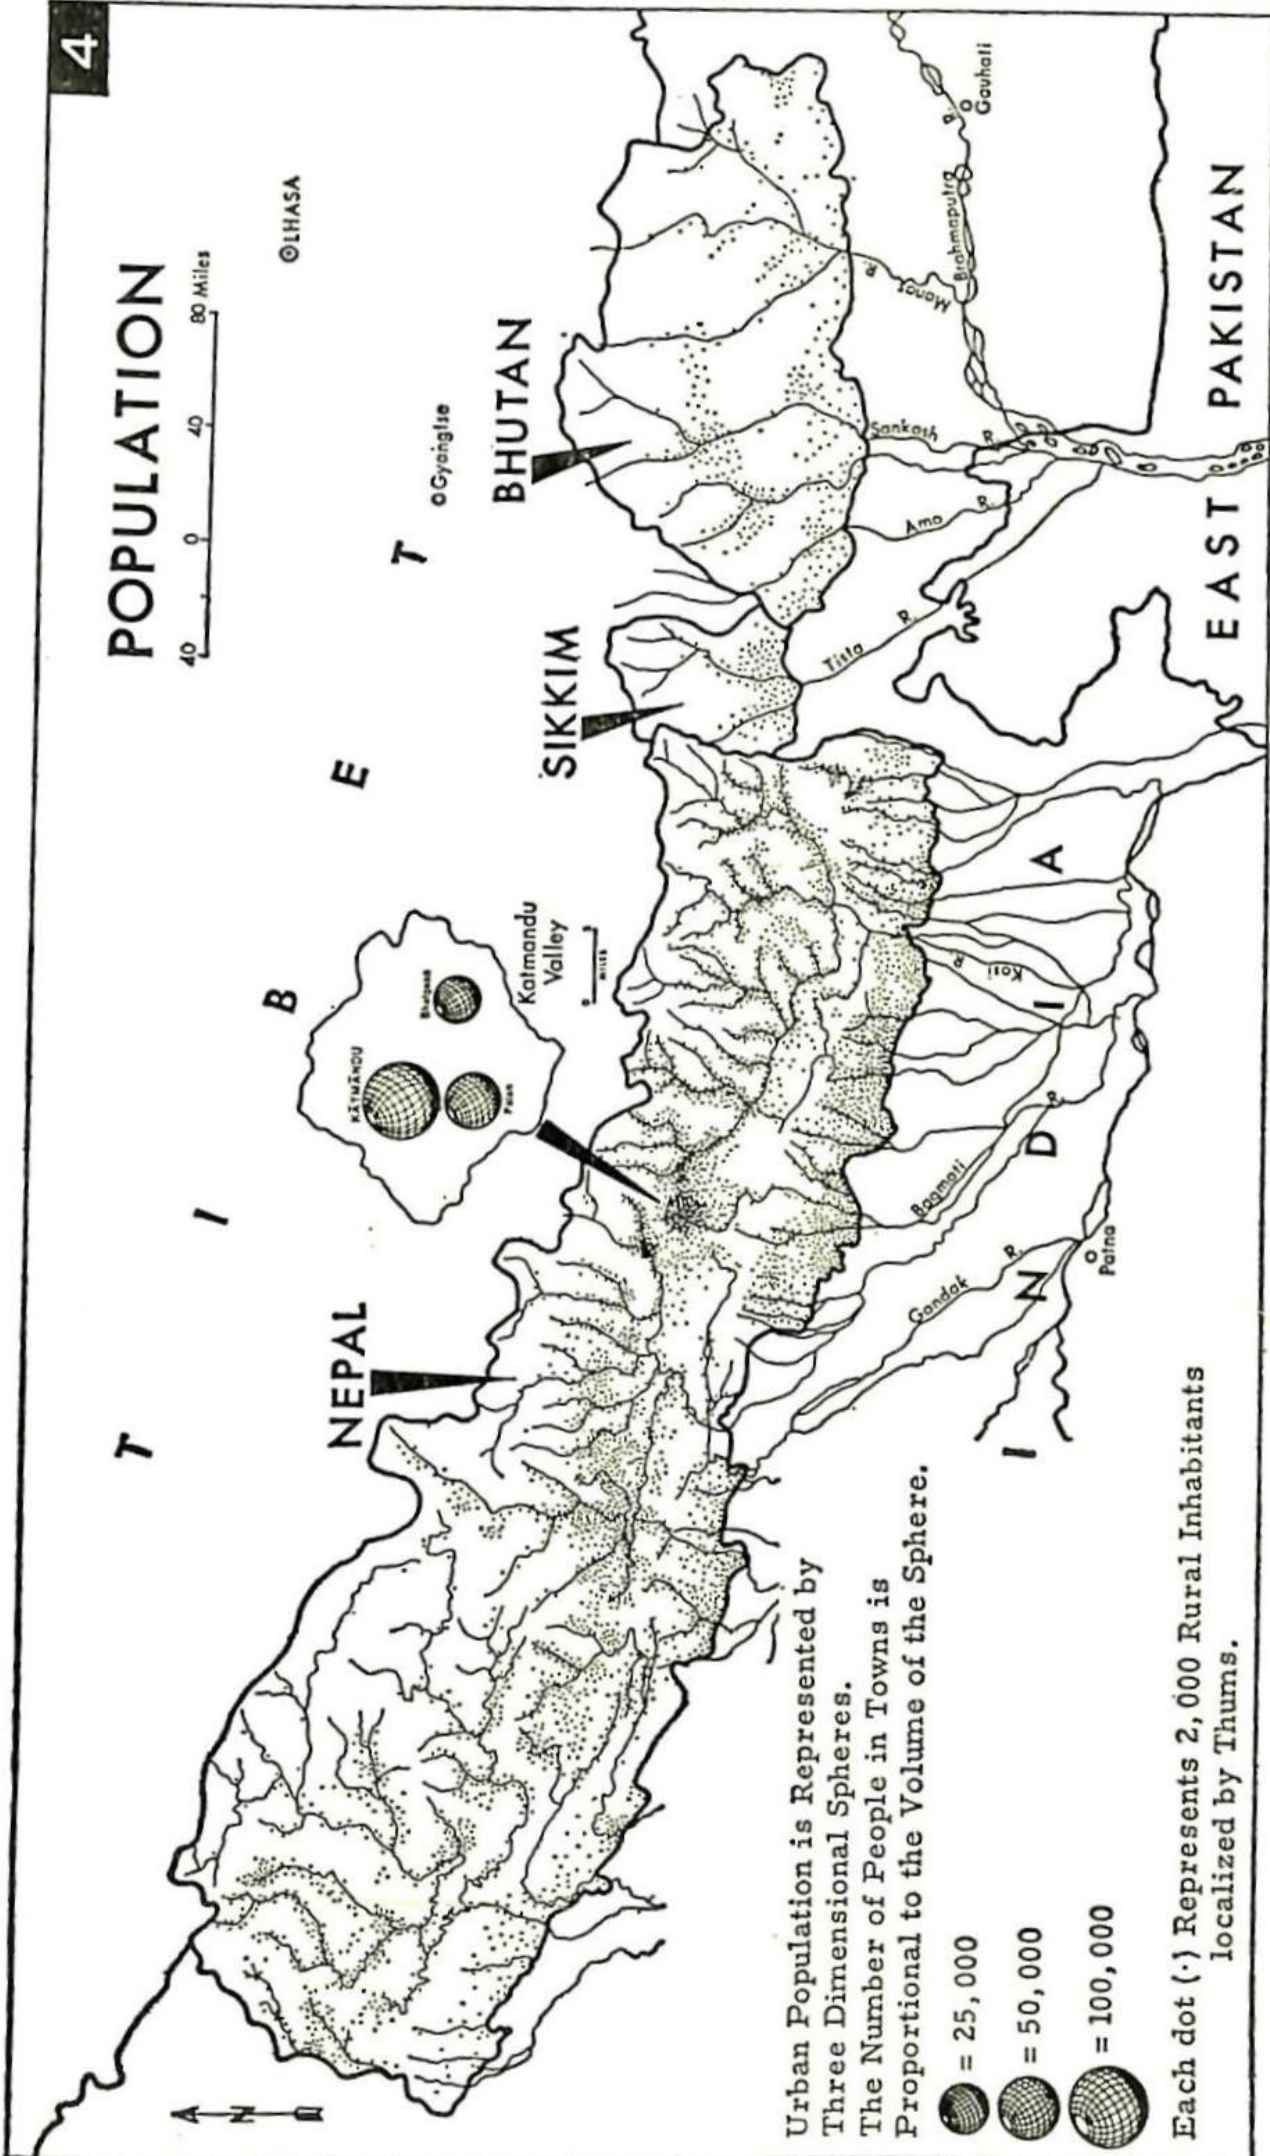 4
POPULATION
40 0 40 80 Miles
LHASA
Gyangtse
T I B E T
NEPAL
SIKKIM
BHUTAN
KATMANDU
Patan
Bhatgaon
Katmandu
Valley
0 5
MILES
I N D I A
EAST PAKISTAN
Gandak R.
Patna
Bagmati R.
Kosi R.
Tista R.
Amo R.
Sankosh R.
Manas R.
Brahmaputra R.
Gauhati
N
Urban Population is Represented by
Three Dimensional Spheres.
The Number of People in Towns is
Proportional to the Volume of the Sphere.
= 25,000
= 50,000
= 100,000
Each dot (·) Represents 2,000 Rural Inhabitants
localized by Thums.